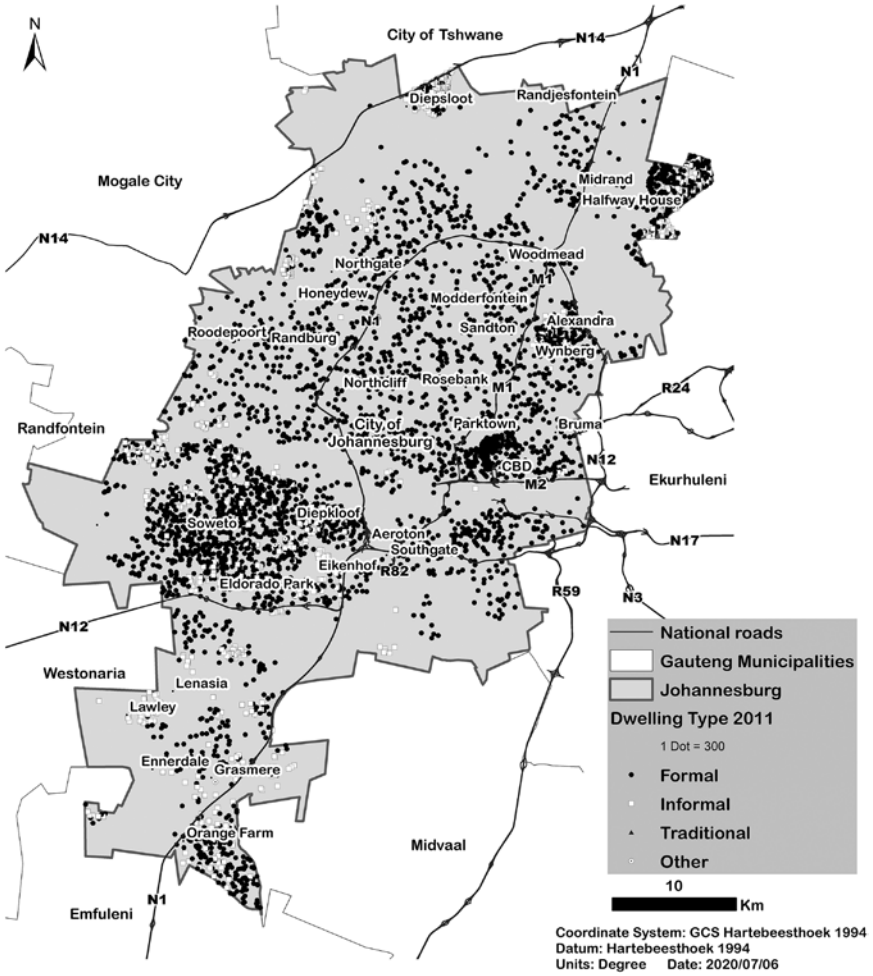 N
City of Tshwane
N14
N1
Diepsloot
Randjesfontein
Mogale City
Midrand
Halfway House
N14
Woodmead
Northgate
M1
Honeydew
Modderfontein
N1
Alexandra
Sandton
Roodepoort
Randburg
Wynberg
Northcliff
Rosebank
M1
R24
Randfontein
City of
Johannesburg
Parktown
Bruma
CBD
N12
M2
Ekurhuleni
Soweto
Diepkloof
Aeroton
Southgate
N17
Eikenhof
R82
Eldorado Park
R59
N3
N12
Westonaria
Lenasia
Lawley
Ennerdale
Grasmere
Orange Farm
Midvaal
N1
Emfuleni
National roads
Gauteng Municipalities
Johannesburg
Dwelling Type 2011
1 Dot = 300
Formal
Informal
Traditional
Other
10
Km
Coordinate System: GCS Hartebeesthoek 1994
Datum: Hartebeesthoek 1994
Units: Degree Date: 2020/07/06